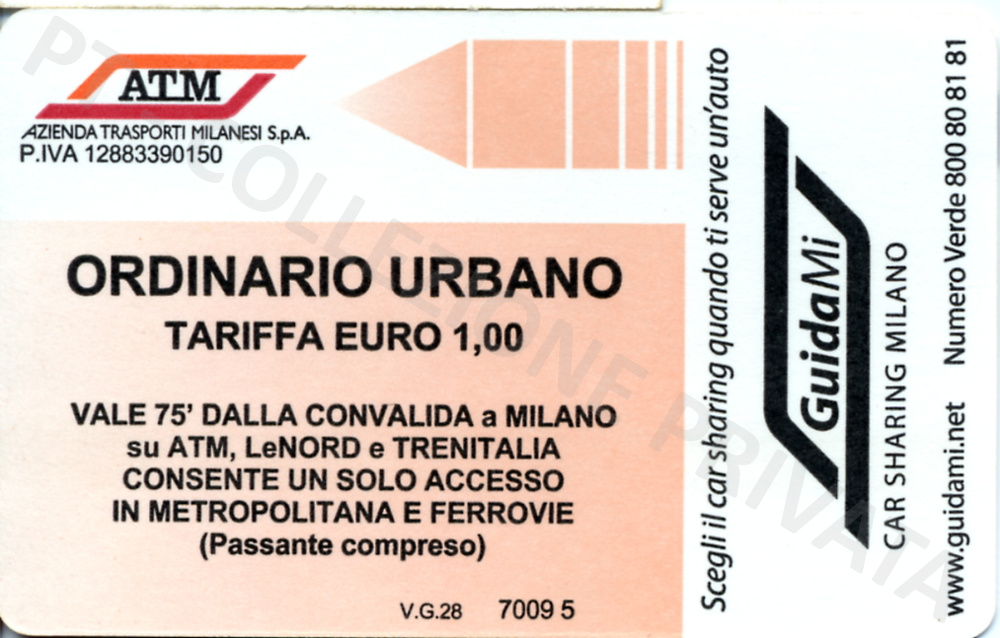 ATM
AZIENDA TRASPORTI MILANESI S.p.A.
P.IVA 12883390150
ORDINARIO URBANO
TARIFFA EURO 1,00
VALE 75' DALLA CONVALIDA a MILANO
su ATM, LeNORD e TRENITALIA
CONSENTE UN SOLO ACCESSO
IN METROPOLITANA E FERROVIE
(Passante compreso)
V.G.28 7009 5
Scegli il car sharing quando ti serve un'auto
GuidaMi
CAR SHARING MILANO
www.guidami.net Numero Verde 800 80 81 81
COLLEZIONE PRIVATA